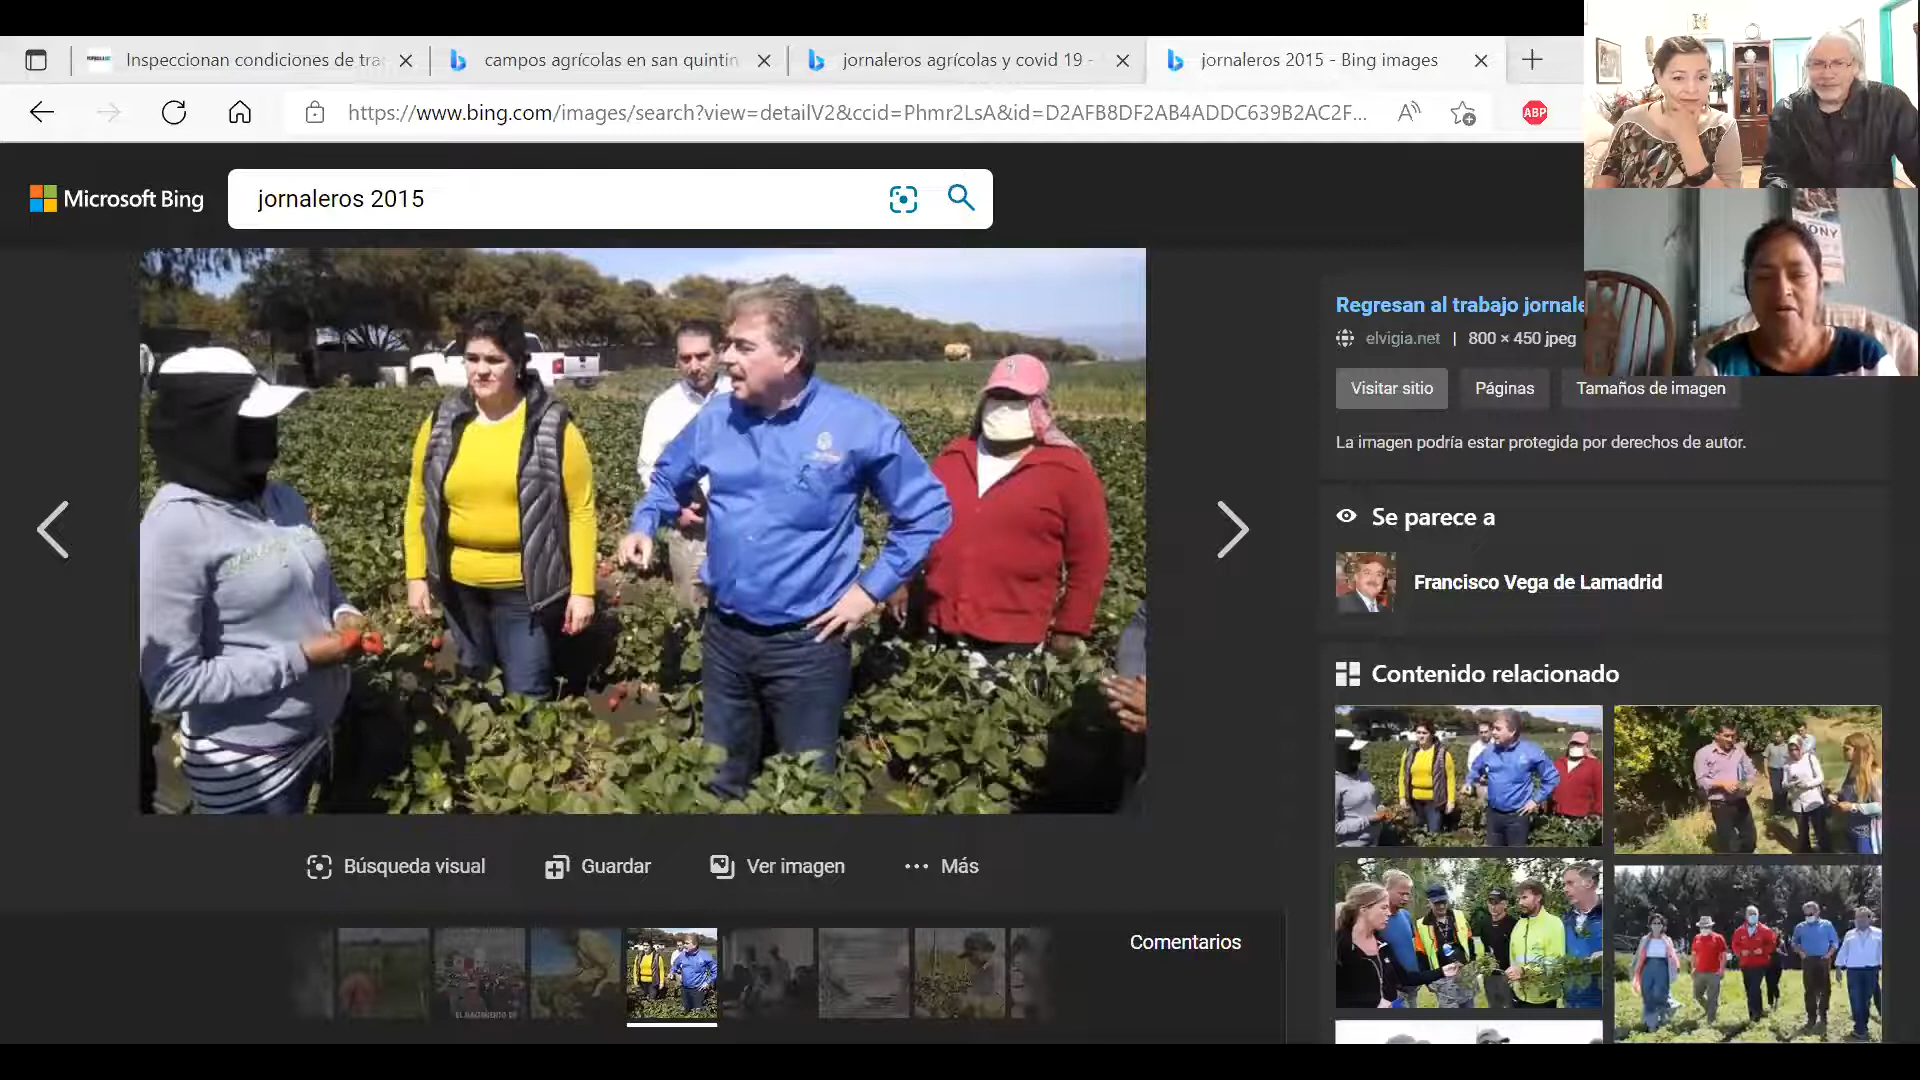 Inspeccionan condiciones de tra
campos agrícolas en san quintin
jornaleros agrícolas y covid 19 -
jornaleros 2015 - Bing images
https://www.bing.com/images/search?view=detailV2&ccid=Phmr2LsA&id=D2AFB8DF2AB4ADDC639B2AC2F...
ABP
Microsoft Bing
jornaleros 2015
ONY
Regresan al trabajo jornale
elvigia.net | 800 × 450 jpeg
Visitar sitio
Páginas
Tamaños de imagen
La imagen podría estar protegida por derechos de autor.
Se parece a
Francisco Vega de Lamadrid
Contenido relacionado
Búsqueda visual
Guardar
Ver imagen
Más
Comentarios